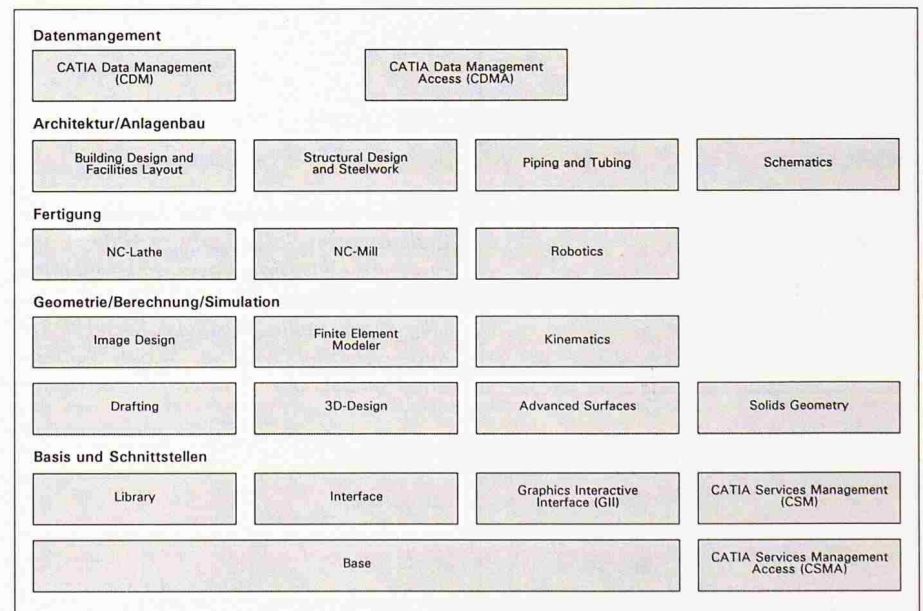 Datenmangement
CATIA Data Management
(CDM)
CATIA Data Management
Access (CDMA)
Architektur/Anlagenbau
Building Design and
Facilities Layout
Structural Design
and Steelwork
Piping and Tubing
Schematics
Fertigung
NC-Lathe
NC-Mill
Robotics
Geometrie/Berechnung/Simulation
Image Design
Finite Element
Modeler
Kinematics
Drafting
3D-Design
Advanced Surfaces
Solids Geometry
Basis und Schnittstellen
Library
Interface
Graphics Interactive
Interface (GII)
CATIA Services Management
(CSM)
Base
CATIA Services Management
Access (CSMA)